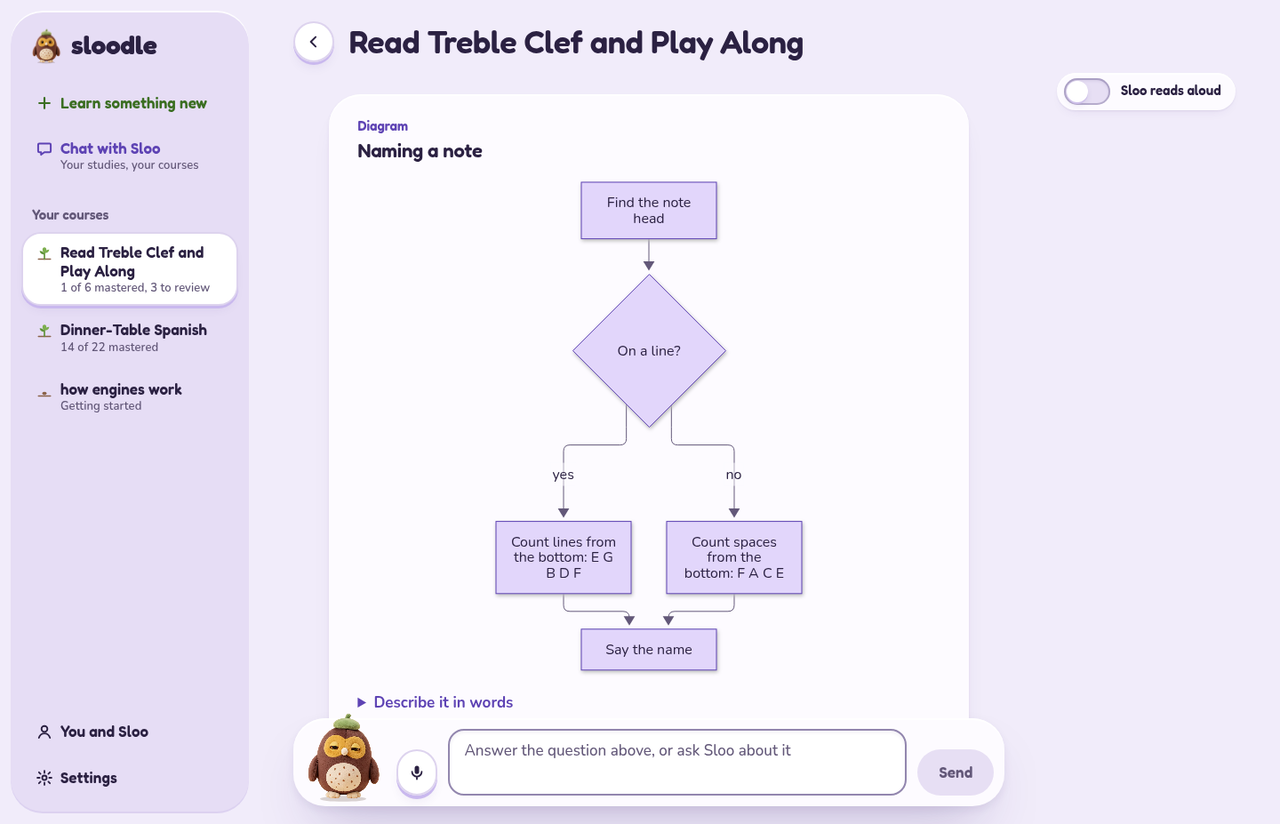 sloodle
Learn something new
Chat with Sloo
Your studies, your courses
Your courses
Read Treble Clef and
Play Along
1 of 6 mastered, 3 to review
Dinner-Table Spanish
14 of 22 mastered
how engines work
Getting started
You and Sloo
Settings
Read Treble Clef and Play Along
Sloo reads aloud
Diagram
Naming a note
Find the note
head
On a line?
yes
no
Count lines from
the bottom: E G
B D F
Count spaces
from the
bottom: F A C E
Say the name
Describe it in words
Answer the question above, or ask Sloo about it
Send